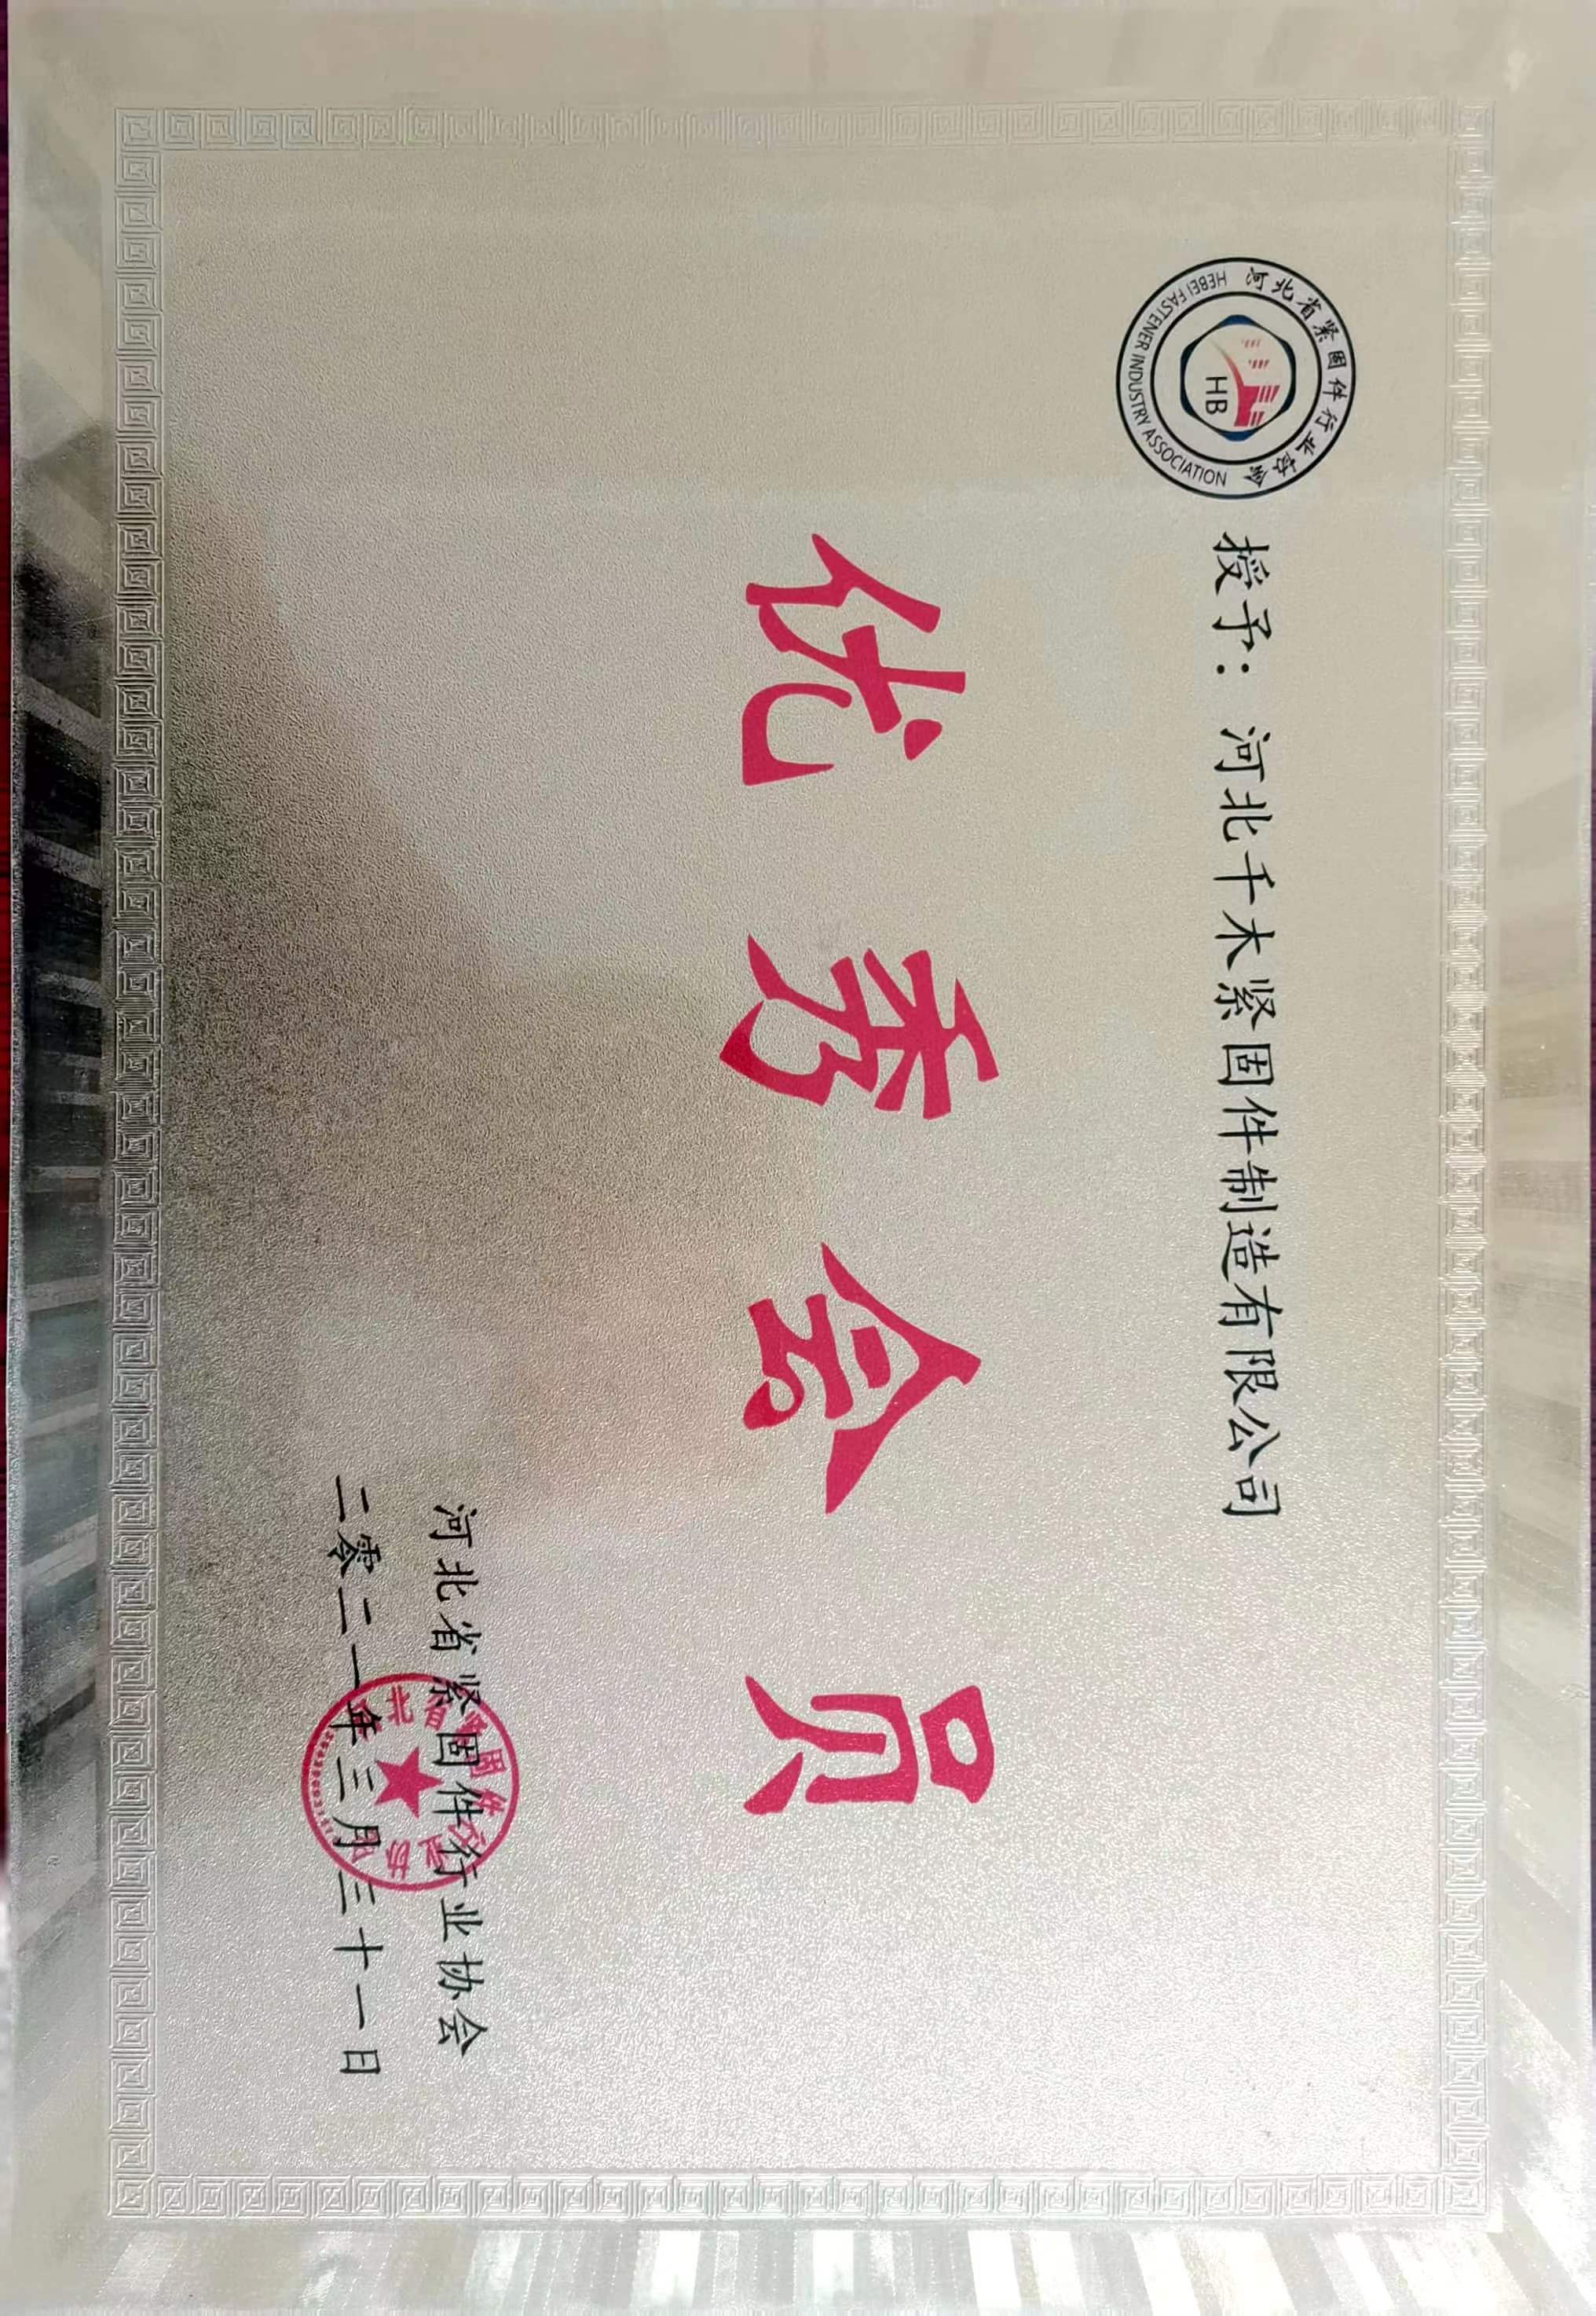 河北省紧固件行业协会
HEBEI FASTENER INDUSTRY ASSOCIATION
HB
授予：河北千木紧固件制造有限公司
优秀会员
河北省紧固件行业协会
二零二一年三月三十一日